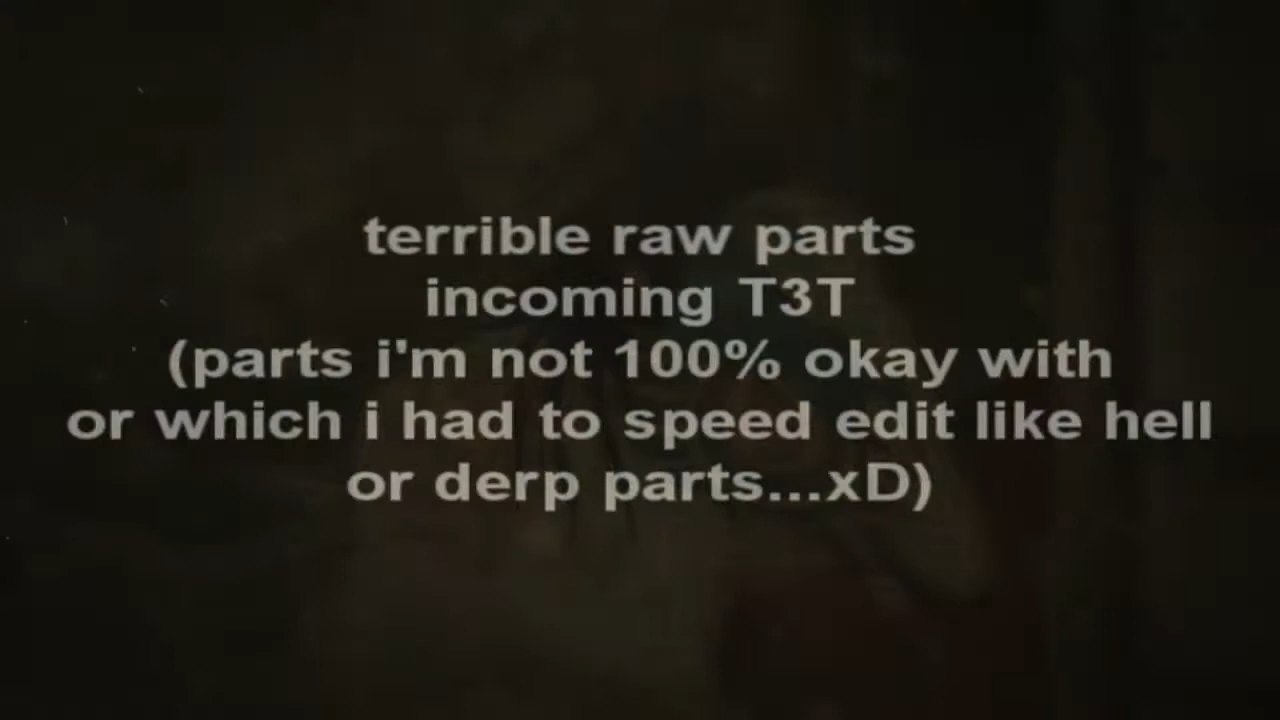 terrible raw parts
incoming T3T
(parts i'm not 100% okay with
or which i had to speed edit like hell
or derp parts...xD)